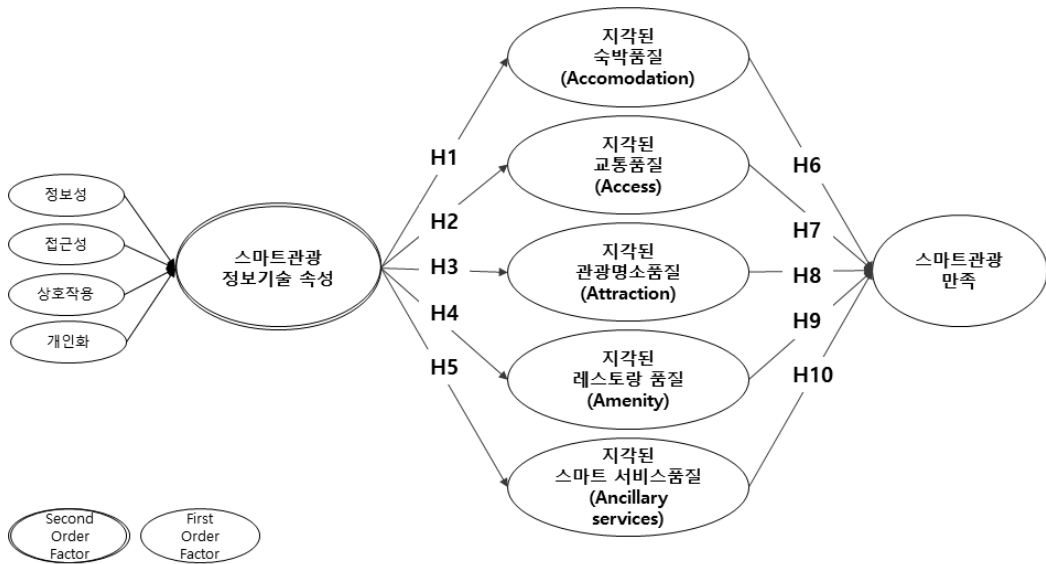 지각된
숙박품질
(Accomodation)
H1
H6
지각된
교통품질
(Access)
정보성
H2
H7
접근성
스마트관광
정보기술 속성
H3
지각된
관광명소품질
(Attraction)
H8
스마트관광
만족
상호작용
H4
H9
개인화
지각된
레스토랑 품질
(Amenity)
H5
H10
지각된
스마트 서비스품질
(Ancillary
services)
Second
Order
Factor
First
Order
Factor